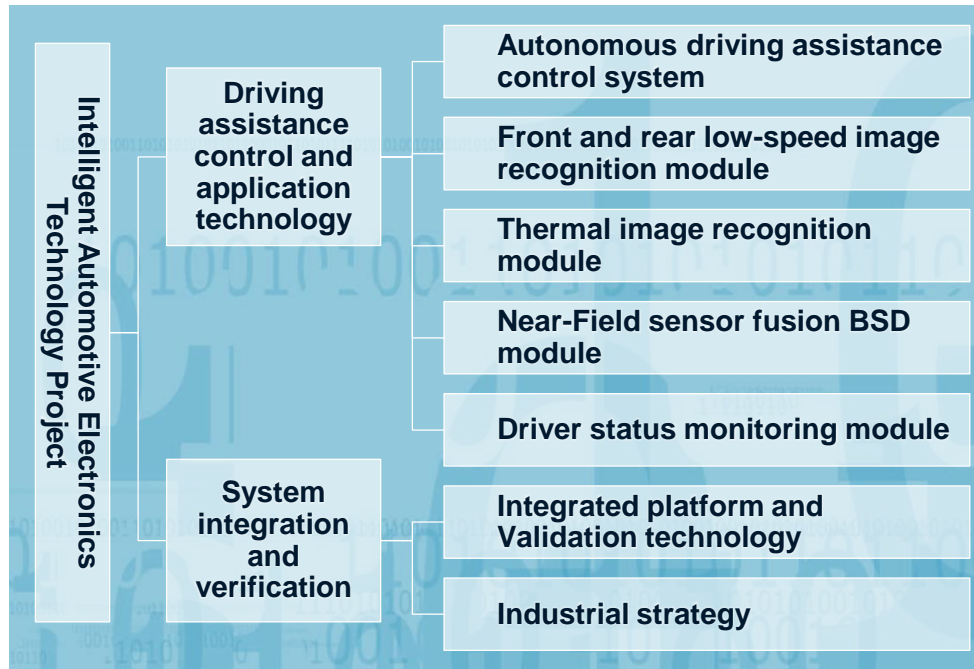 Intelligent Automotive Electronics
Technology Project
Driving
assistance
control and
application
technology
Autonomous driving assistance
control system
Front and rear low-speed image
recognition module
Thermal image recognition
module
Near-Field sensor fusion BSD
module
Driver status monitoring module
System
integration
and
verification
Integrated platform and
Validation technology
Industrial strategy